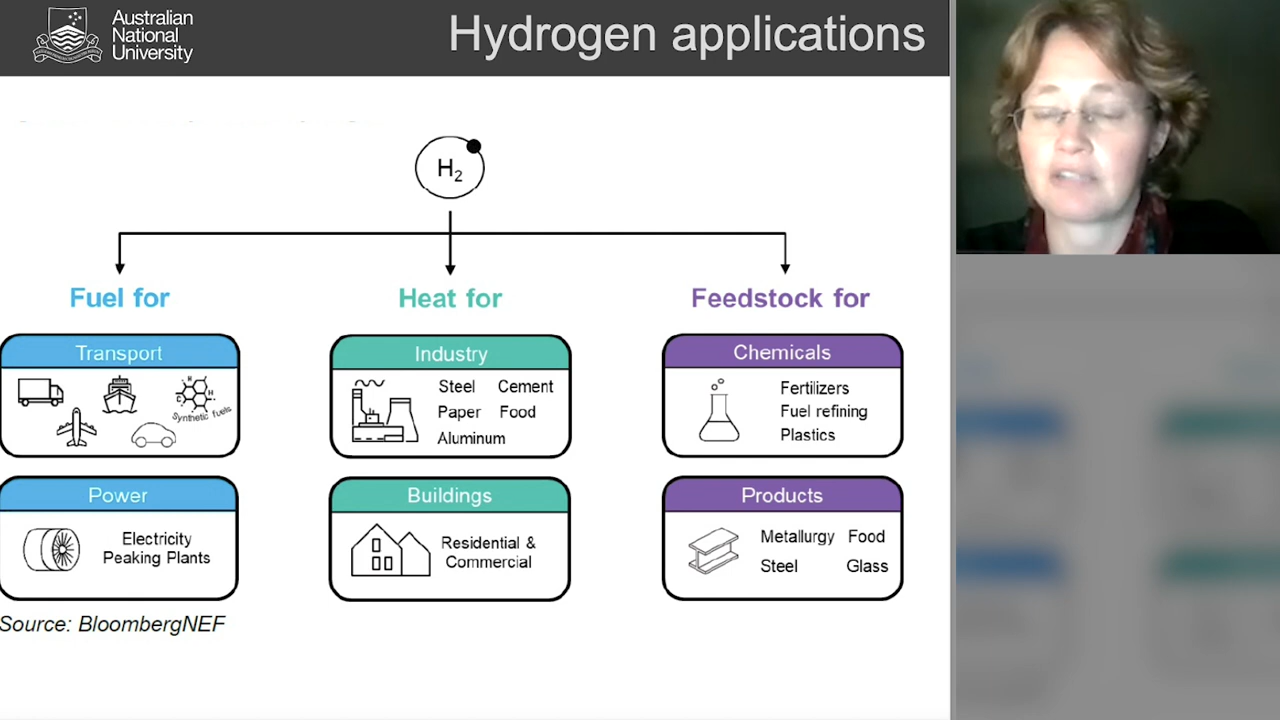 Australian
National
University
Hydrogen applications
H2
Fuel for
Heat for
Feedstock for
Transport
Synthetic fuels
Industry
Steel Cement
Paper Food
Aluminum
Chemicals
Fertilizers
Fuel refining
Plastics
Power
Electricity
Peaking Plants
Buildings
Residential &
Commercial
Products
Metallurgy Food
Steel Glass
Source: BloombergNEF